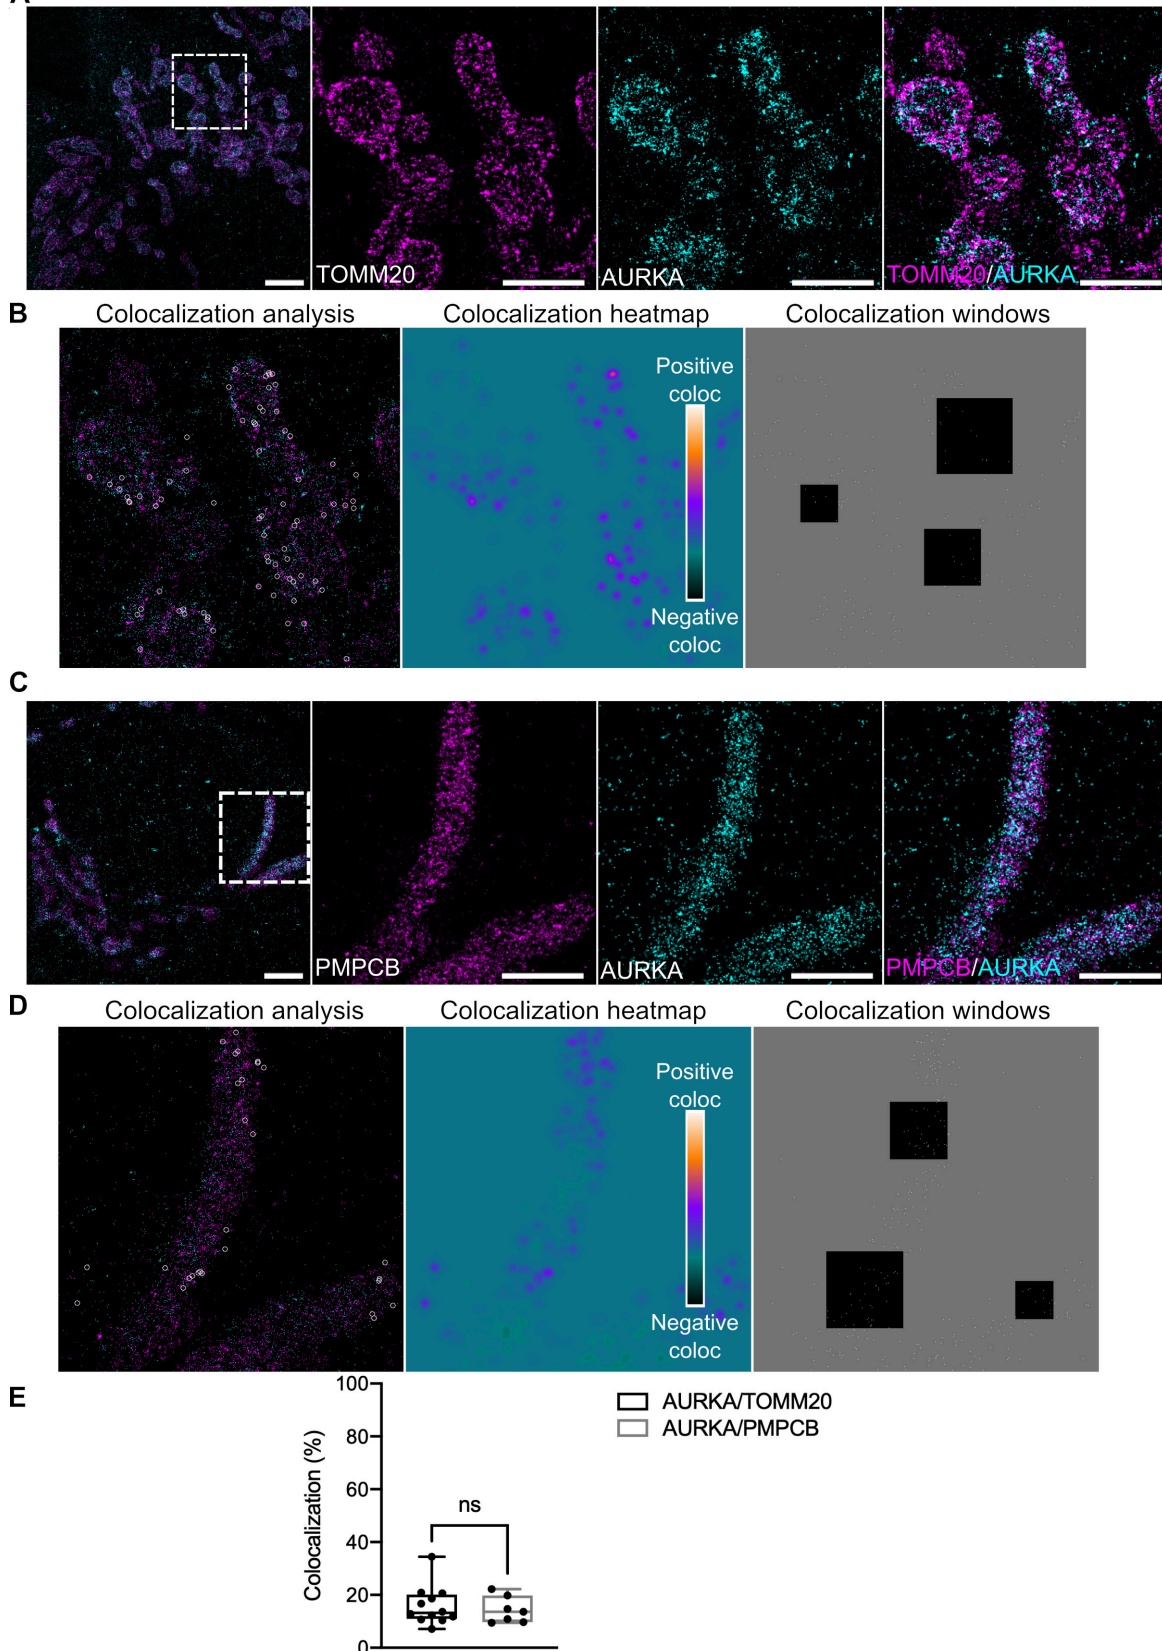 A
TOMM20
AURKA
TOMM20/AURKA
B
Colocalization analysis
Colocalization heatmap
Colocalization windows
Positive
coloc
Negative
coloc
C
PMPCB
AURKA
PMPCB/AURKA
D
Colocalization analysis
Colocalization heatmap
Colocalization windows
Positive
coloc
Negative
coloc
E
Colocalization (%)
100
80
60
40
20
0
ns
AURKA/TOMM20
AURKA/PMPCB